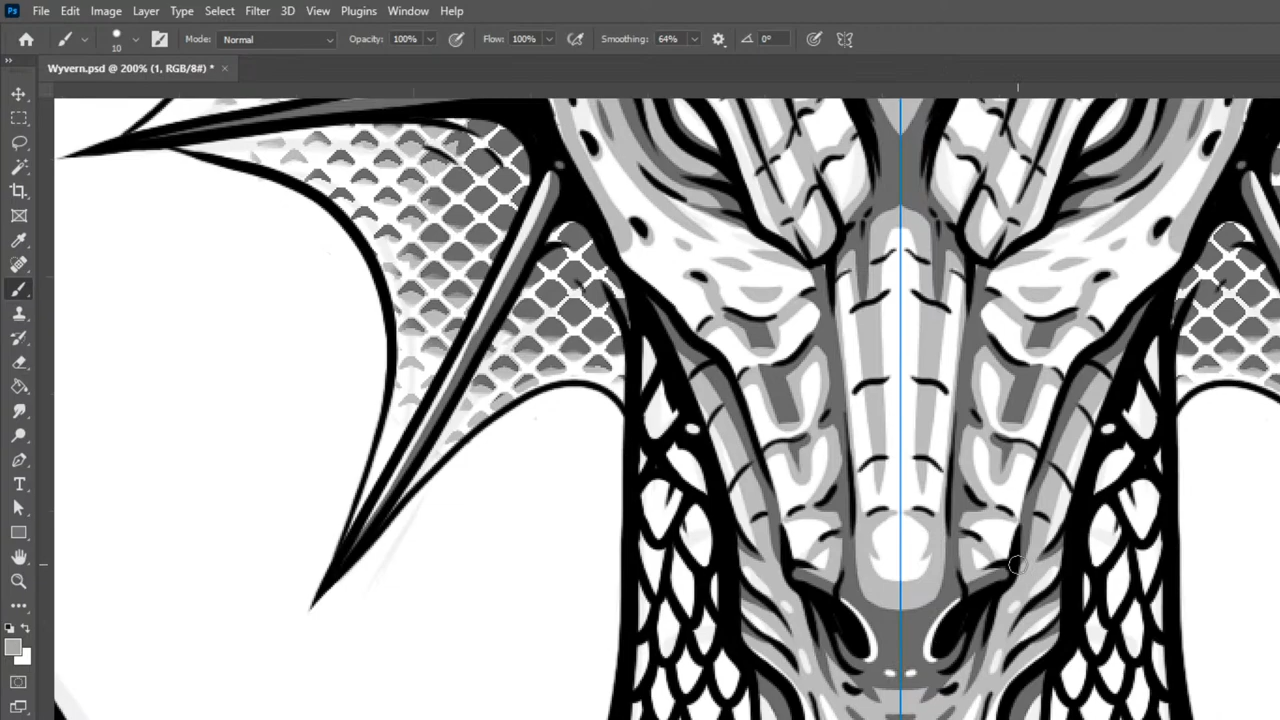 Ps File Edit Image Layer Type Select Filter 3D View Plugins Window Help
10 Mode: Normal Opacity: 100% Flow: 100% Smoothing: 64% 0°
Wyvern.psd @ 200% (1, RGB/8#) * ×